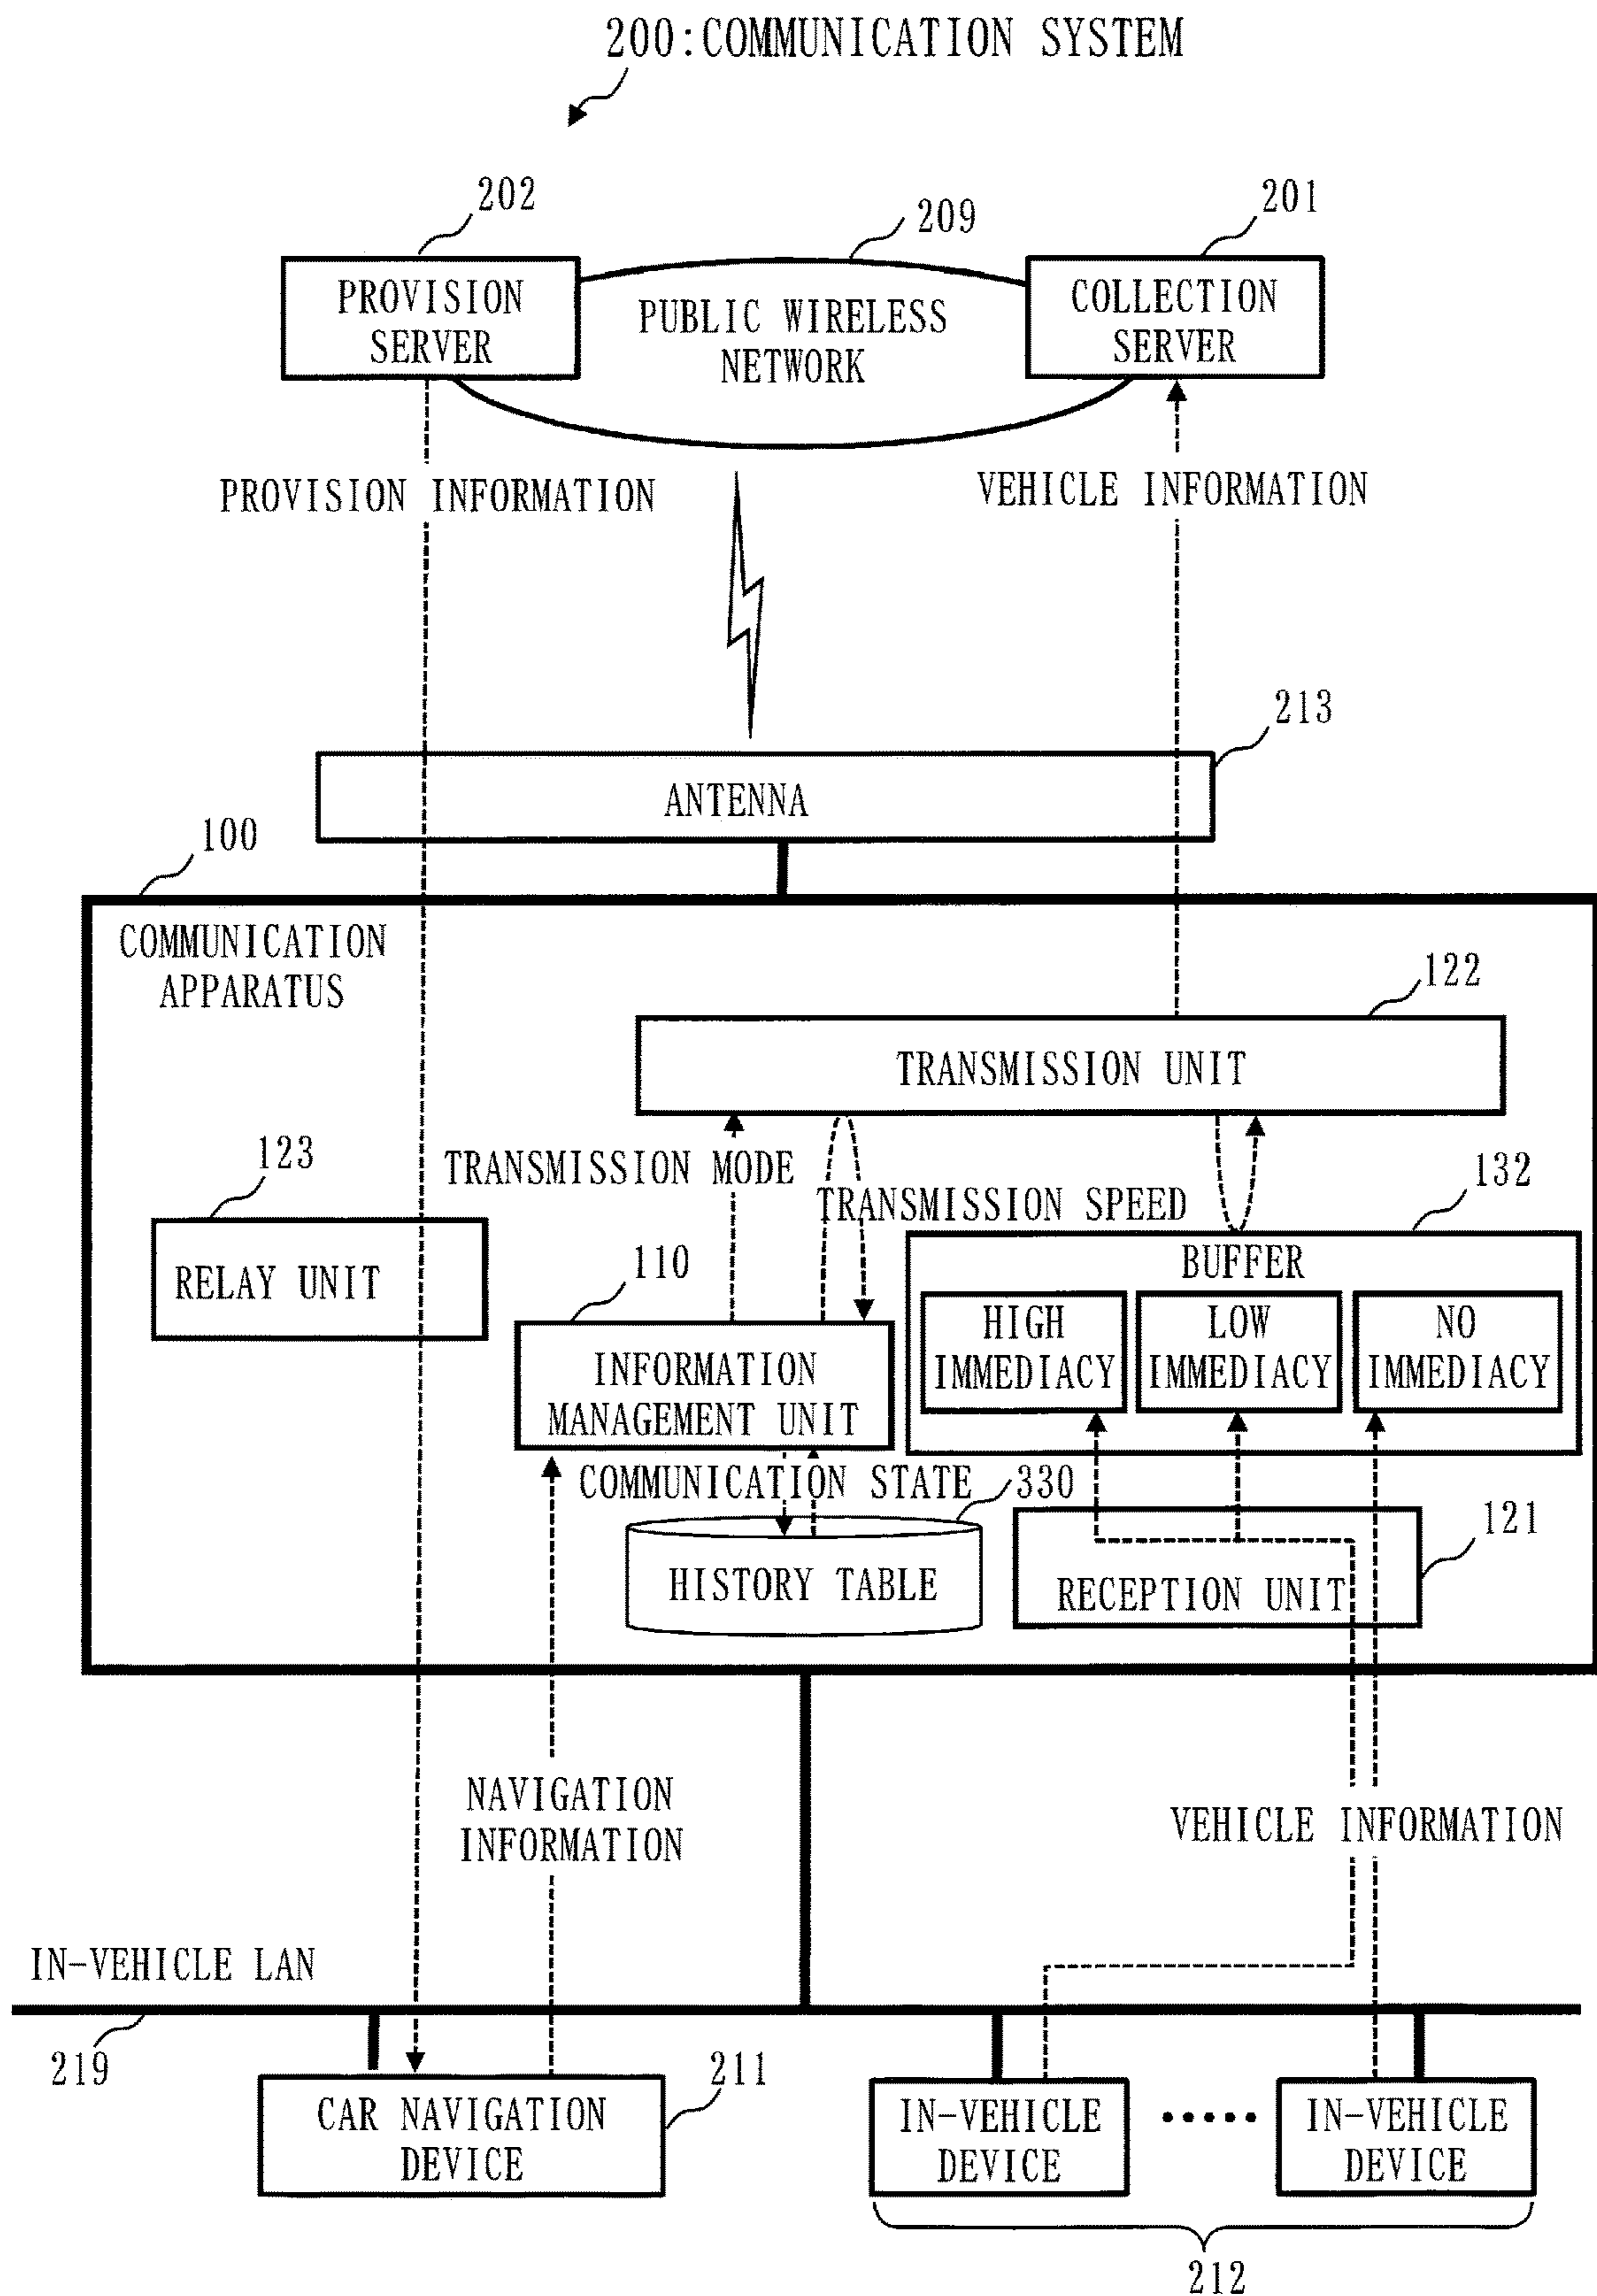 200:COMMUNICATION SYSTEM
202
209
201
PROVISION
SERVER
PUBLIC WIRELESS
NETWORK
COLLECTION
SERVER
PROVISION INFORMATION
VEHICLE INFORMATION
213
ANTENNA
100
COMMUNICATION
APPARATUS
122
TRANSMISSION UNIT
123
TRANSMISSION MODE
TRANSMISSION SPEED
132
RELAY UNIT
110
BUFFER
HIGH
IMMEDIACY
LOW
IMMEDIACY
NO
IMMEDIACY
INFORMATION
MANAGEMENT UNIT
COMMUNICATION STATE
330
121
HISTORY TABLE
RECEPTION UNIT
NAVIGATION
INFORMATION
VEHICLE INFORMATION
IN-VEHICLE LAN
219
211
CAR NAVIGATION
DEVICE
IN-VEHICLE
DEVICE
IN-VEHICLE
DEVICE
212